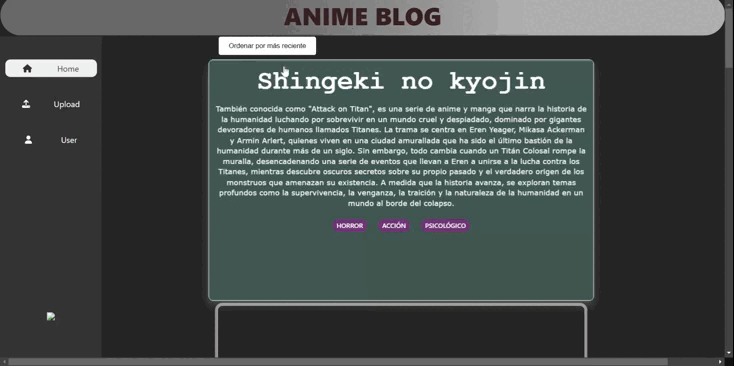 ANIME BLOG
Ordenar por más reciente
Home
Upload
User
Shingeki no kyojin
También conocida como "Attack on Titan", es una serie de anime y manga que narra la historia de
la humanidad luchando por sobrevivir en un mundo cruel y despiadado, dominado por gigantes
devoradores de humanos llamados Titanes. La trama se centra en Eren Yeager, Mikasa Ackerman
y Armin Arlert, quienes viven en una ciudad amurallada que ha sido el último bastión de la
humanidad durante más de un siglo. Sin embargo, todo cambia cuando un Titán Colosal rompe la
muralla, desencadenando una serie de eventos que llevan a Eren a unirse a la lucha contra los
Titanes, mientras descubre oscuros secretos sobre su propio pasado y el verdadero origen de los
monstruos que amenazan su existencia. A medida que la historia avanza, se exploran temas
profundos como la supervivencia, la venganza, la traición y la naturaleza de la humanidad en un
mundo al borde del colapso.
HORROR
ACCIÓN
PSICOLÓGICO